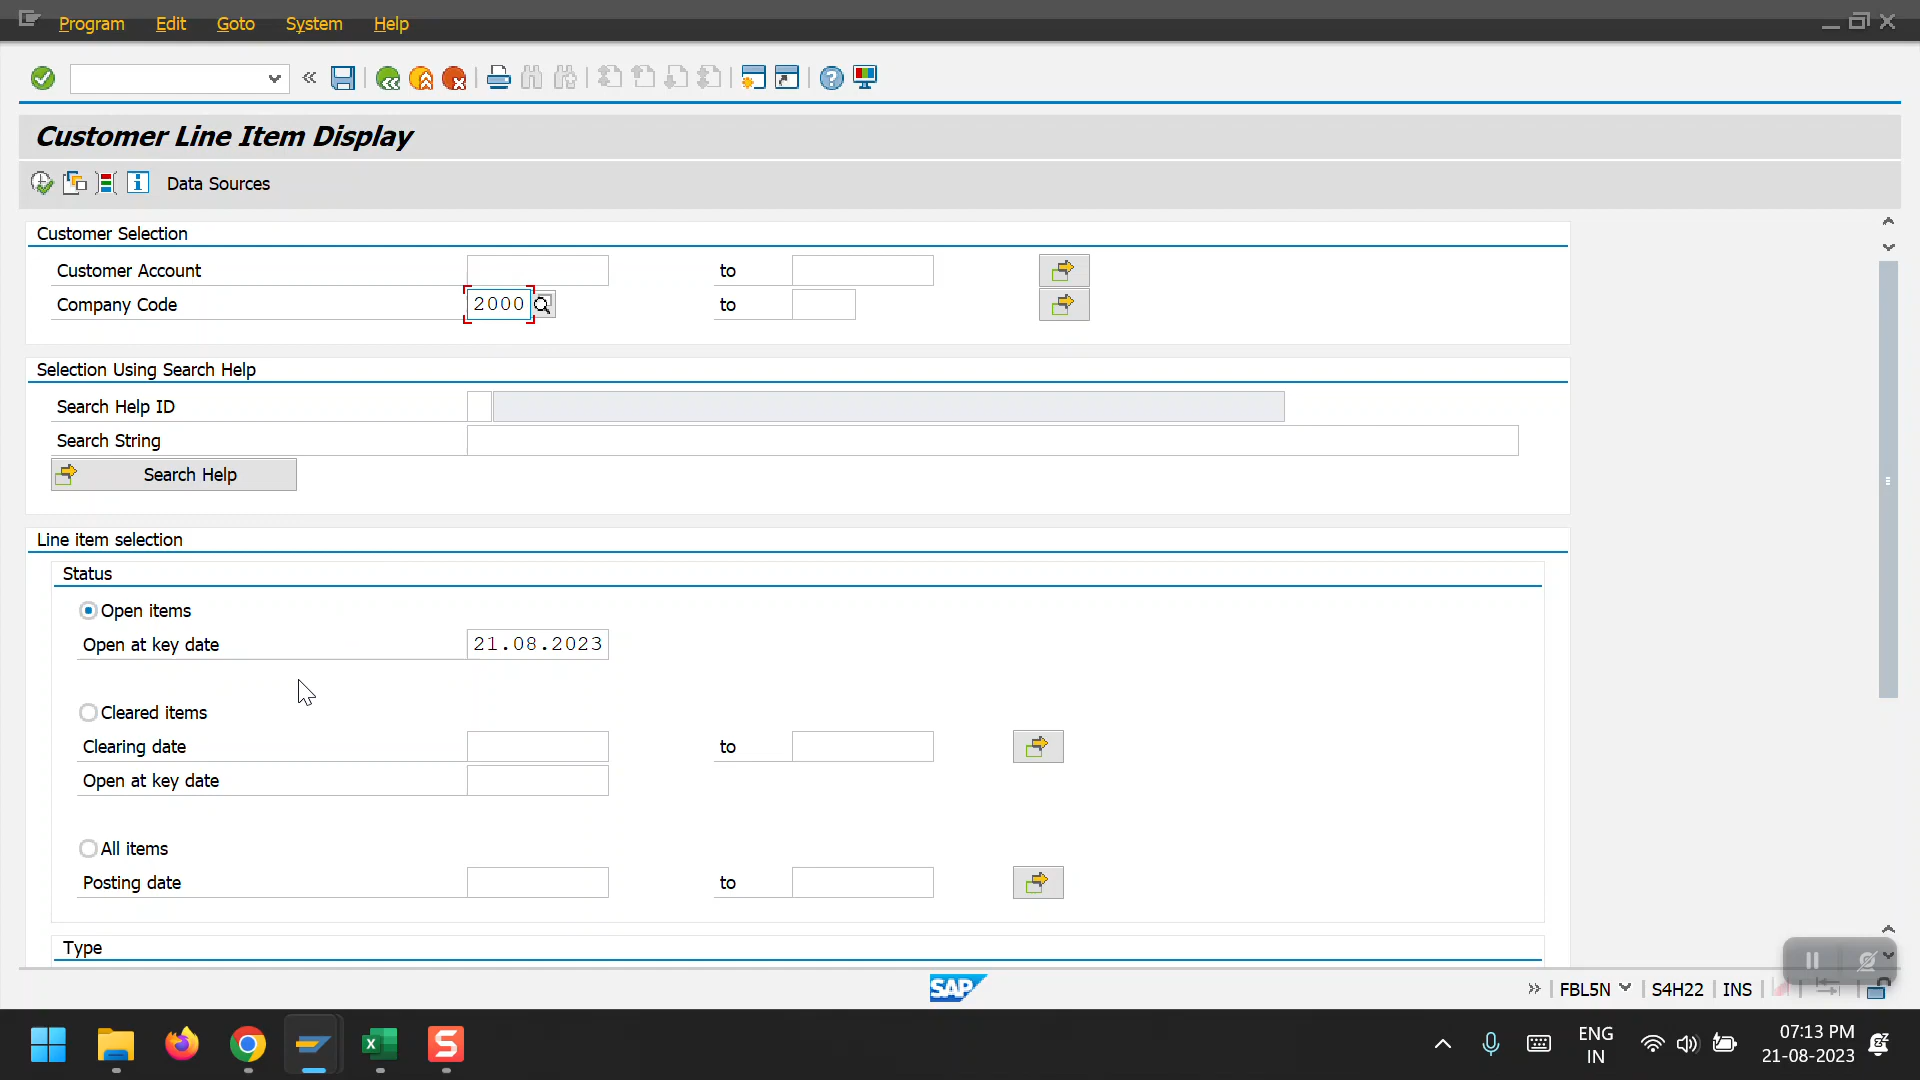 Program Edit Goto System Help
Customer Line Item Display
Data Sources
Customer Selection
Customer Account to
Company Code 2000 to
Selection Using Search Help
Search Help ID
Search String
Search Help
Line item selection
Status
Open items
Open at key date 21.08.2023
Cleared items
Clearing date to
Open at key date
All items
Posting date to
Type
SAP
FBL5N S4H22 INS
ENG
IN
07:13 PM
21-08-2023